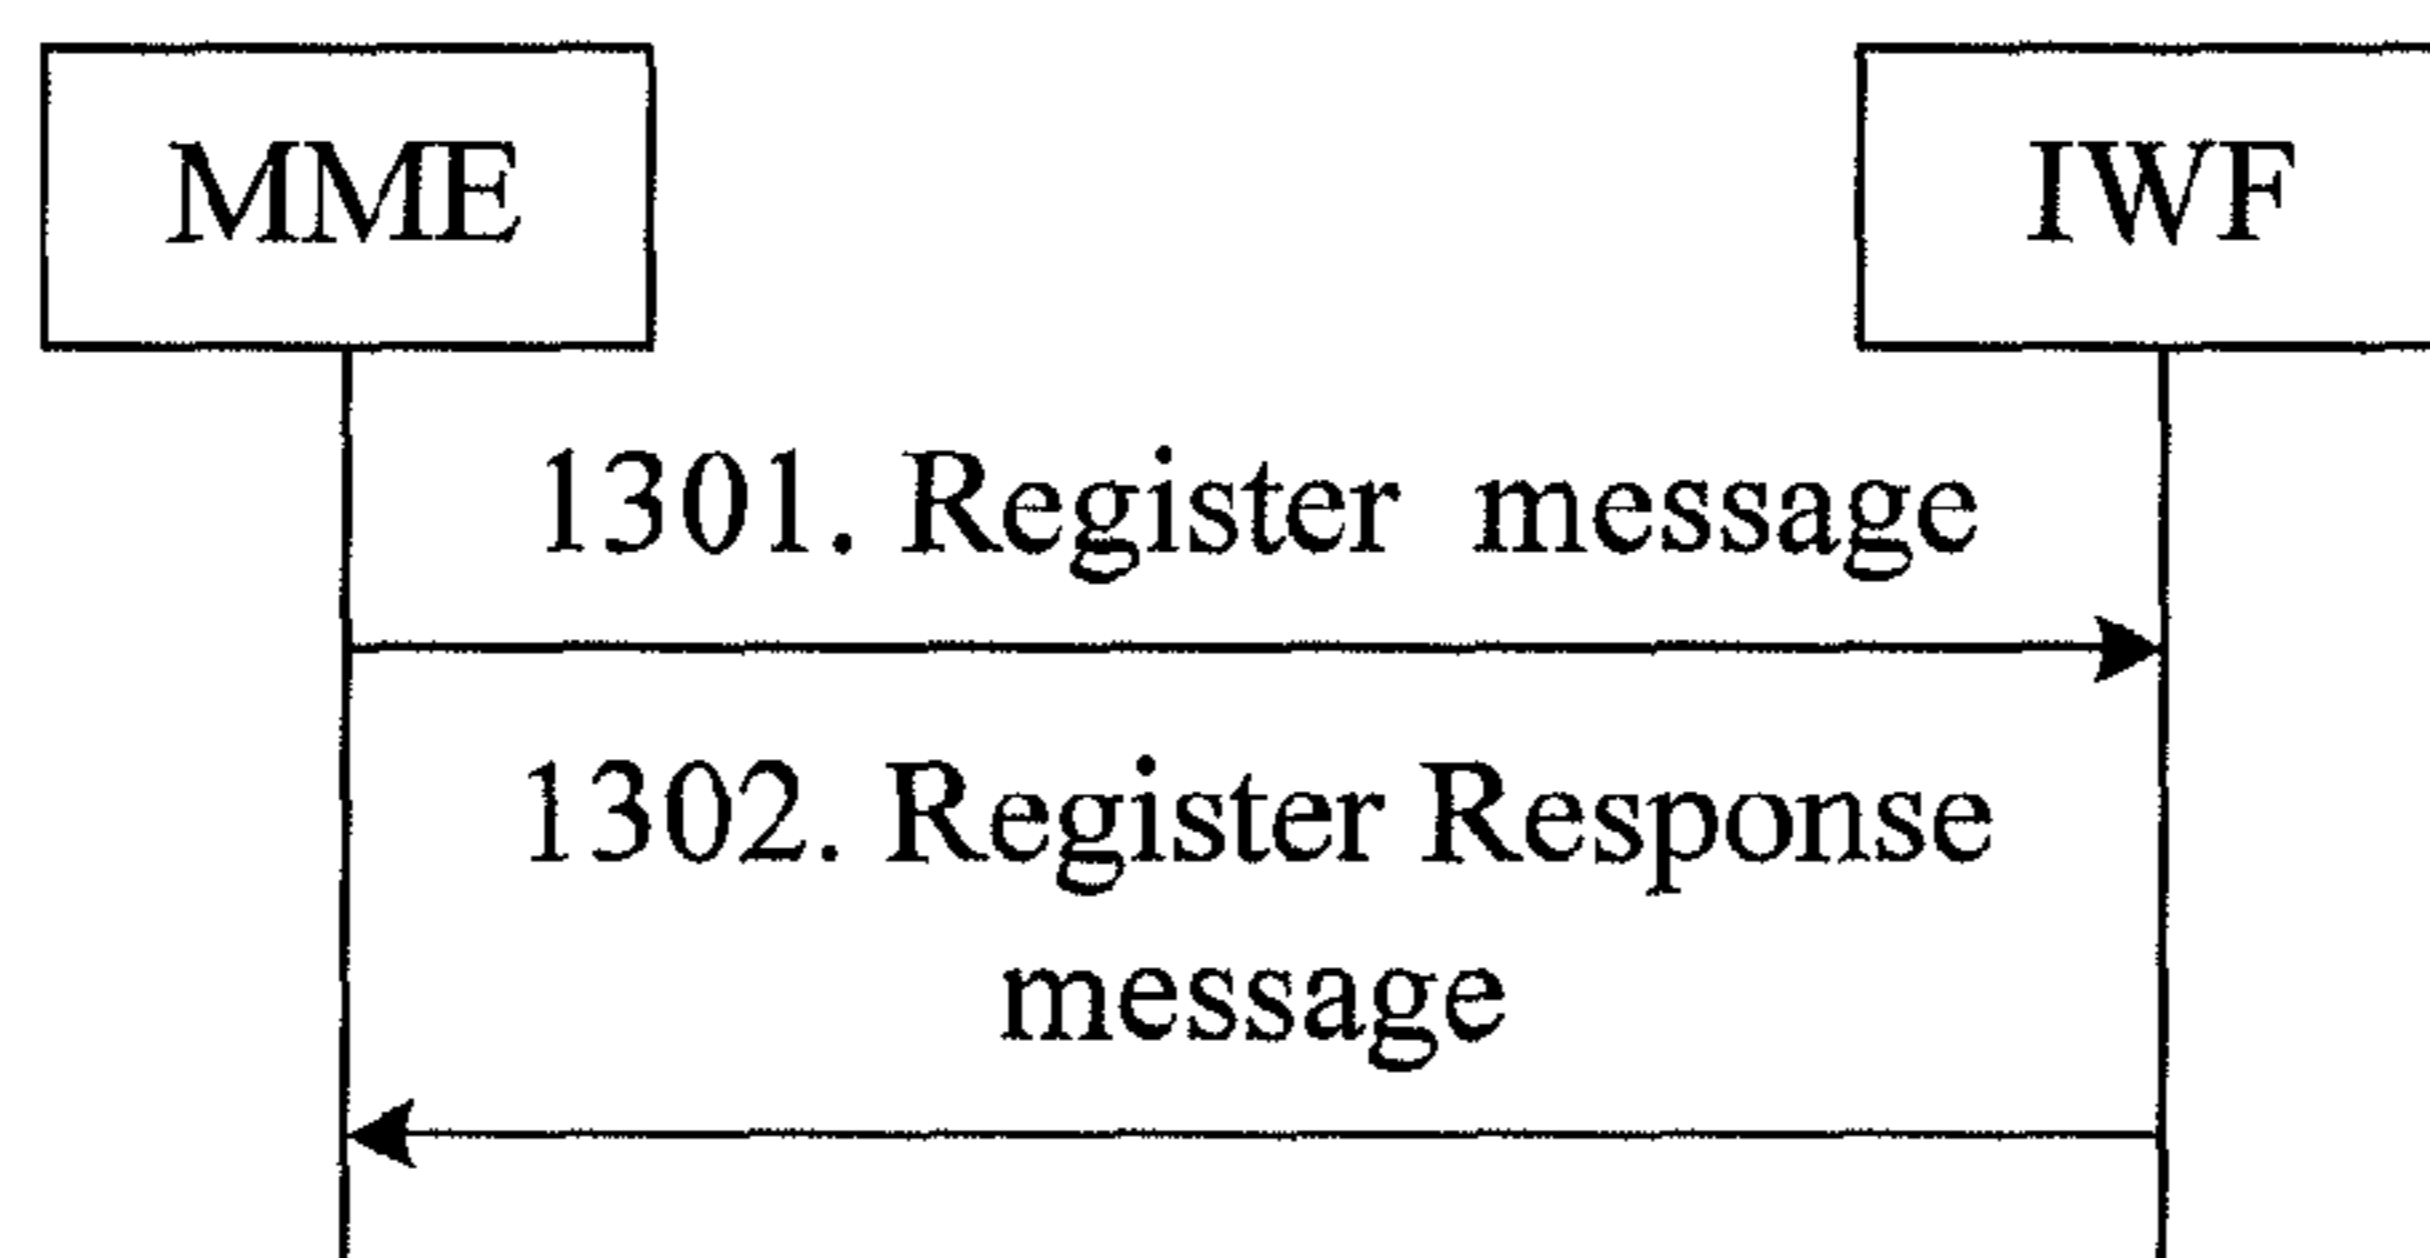 MME
IWF
1301. Register message
1302. Register Response
message